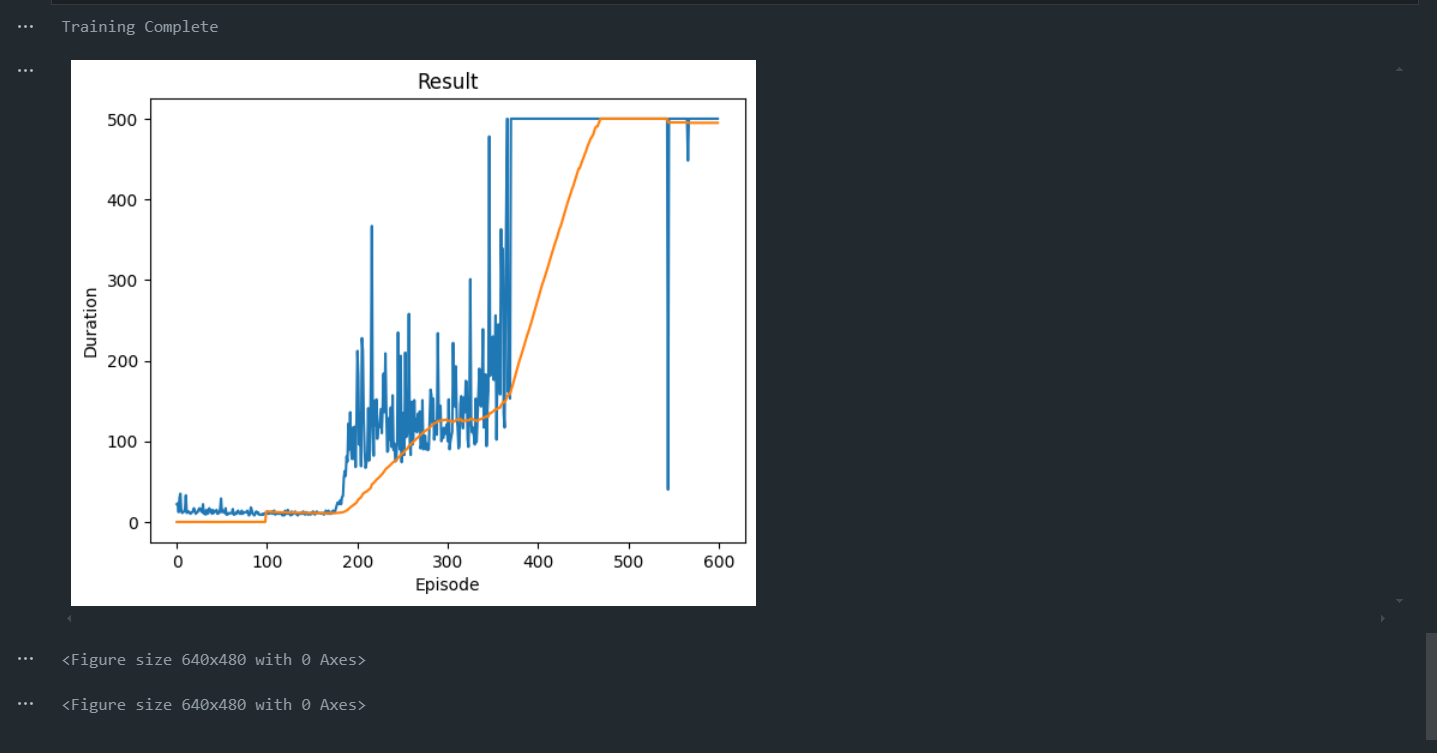 ... Training Complete
...
Result
500
400
300
200
100
0
Duration
0 100 200 300 400 500 600
Episode
... <Figure size 640x480 with 0 Axes>
... <Figure size 640x480 with 0 Axes>